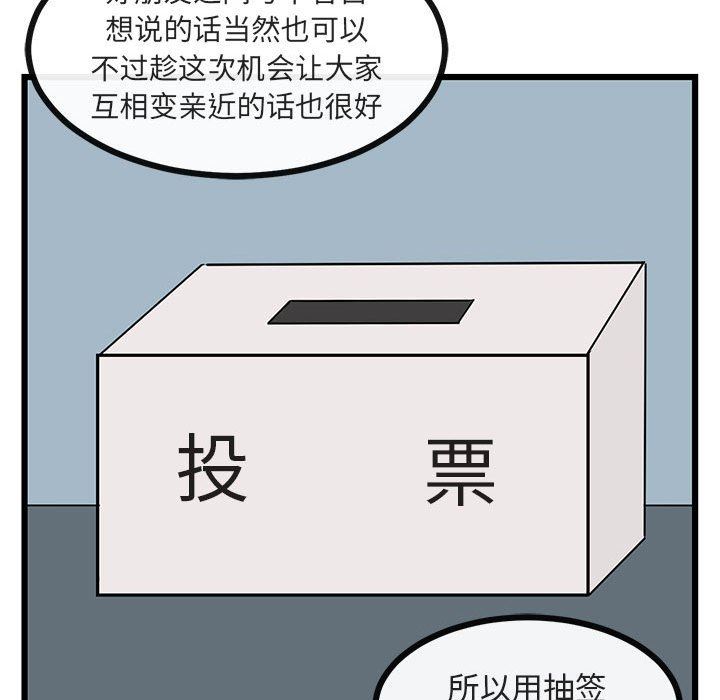 想说的话当然也可以
不过趁这次机会让大家
互相变亲近的话也很好
投 票
所以用抽签